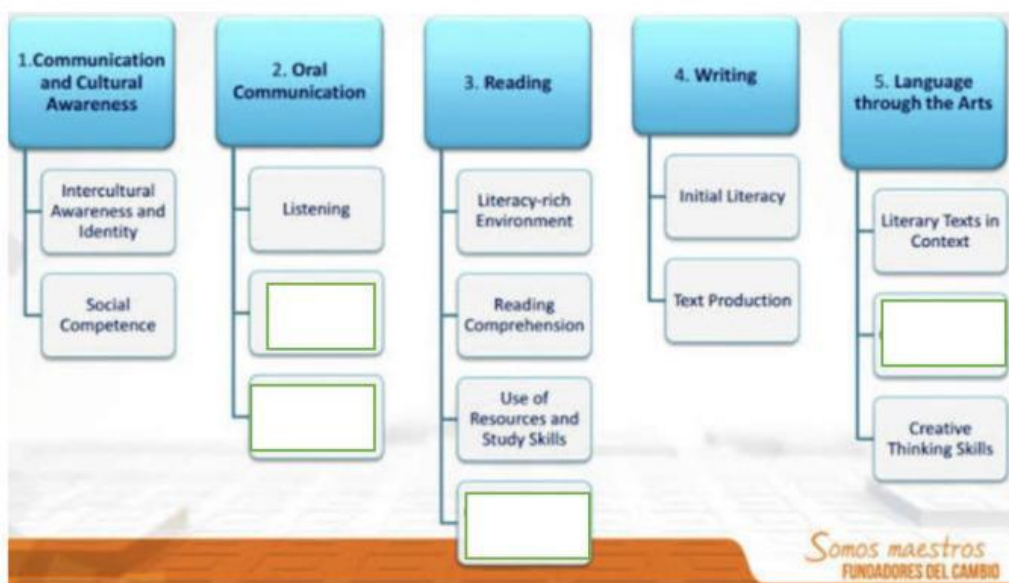 1.Communication
and Cultural
Awareness
Intercultural
Awareness and
Identity
Social
Competence
2. Oral
Communication
Listening
3. Reading
Literacy-rich
Environment
Reading
Comprehension
Use of
Resources and
Study Skills
4. Writing
Initial Literacy
Text Production
5. Language
through the Arts
Literary Texts in
Context
Creative
Thinking Skills
Somos maestros
FUNDADORES DEL CAMBIO